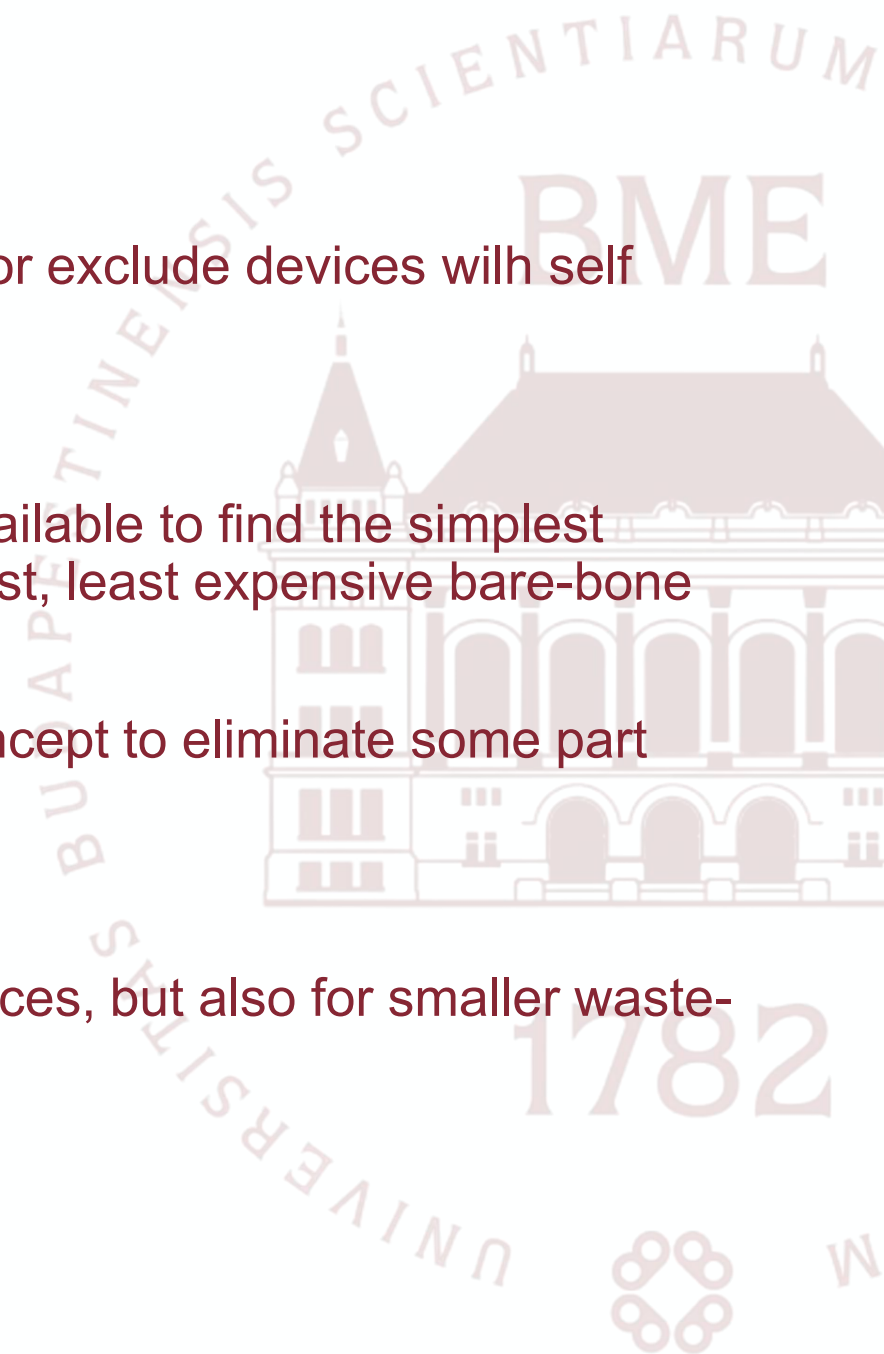 SCIENTIARUM
BME
or exclude devices wilh self
ailable to find the simplest
st, least expensive bare-bone
ncept to eliminate some part
ces, but also for smaller waste-
1782
UNIVERSITAS BUDAPESTINENSIS
M